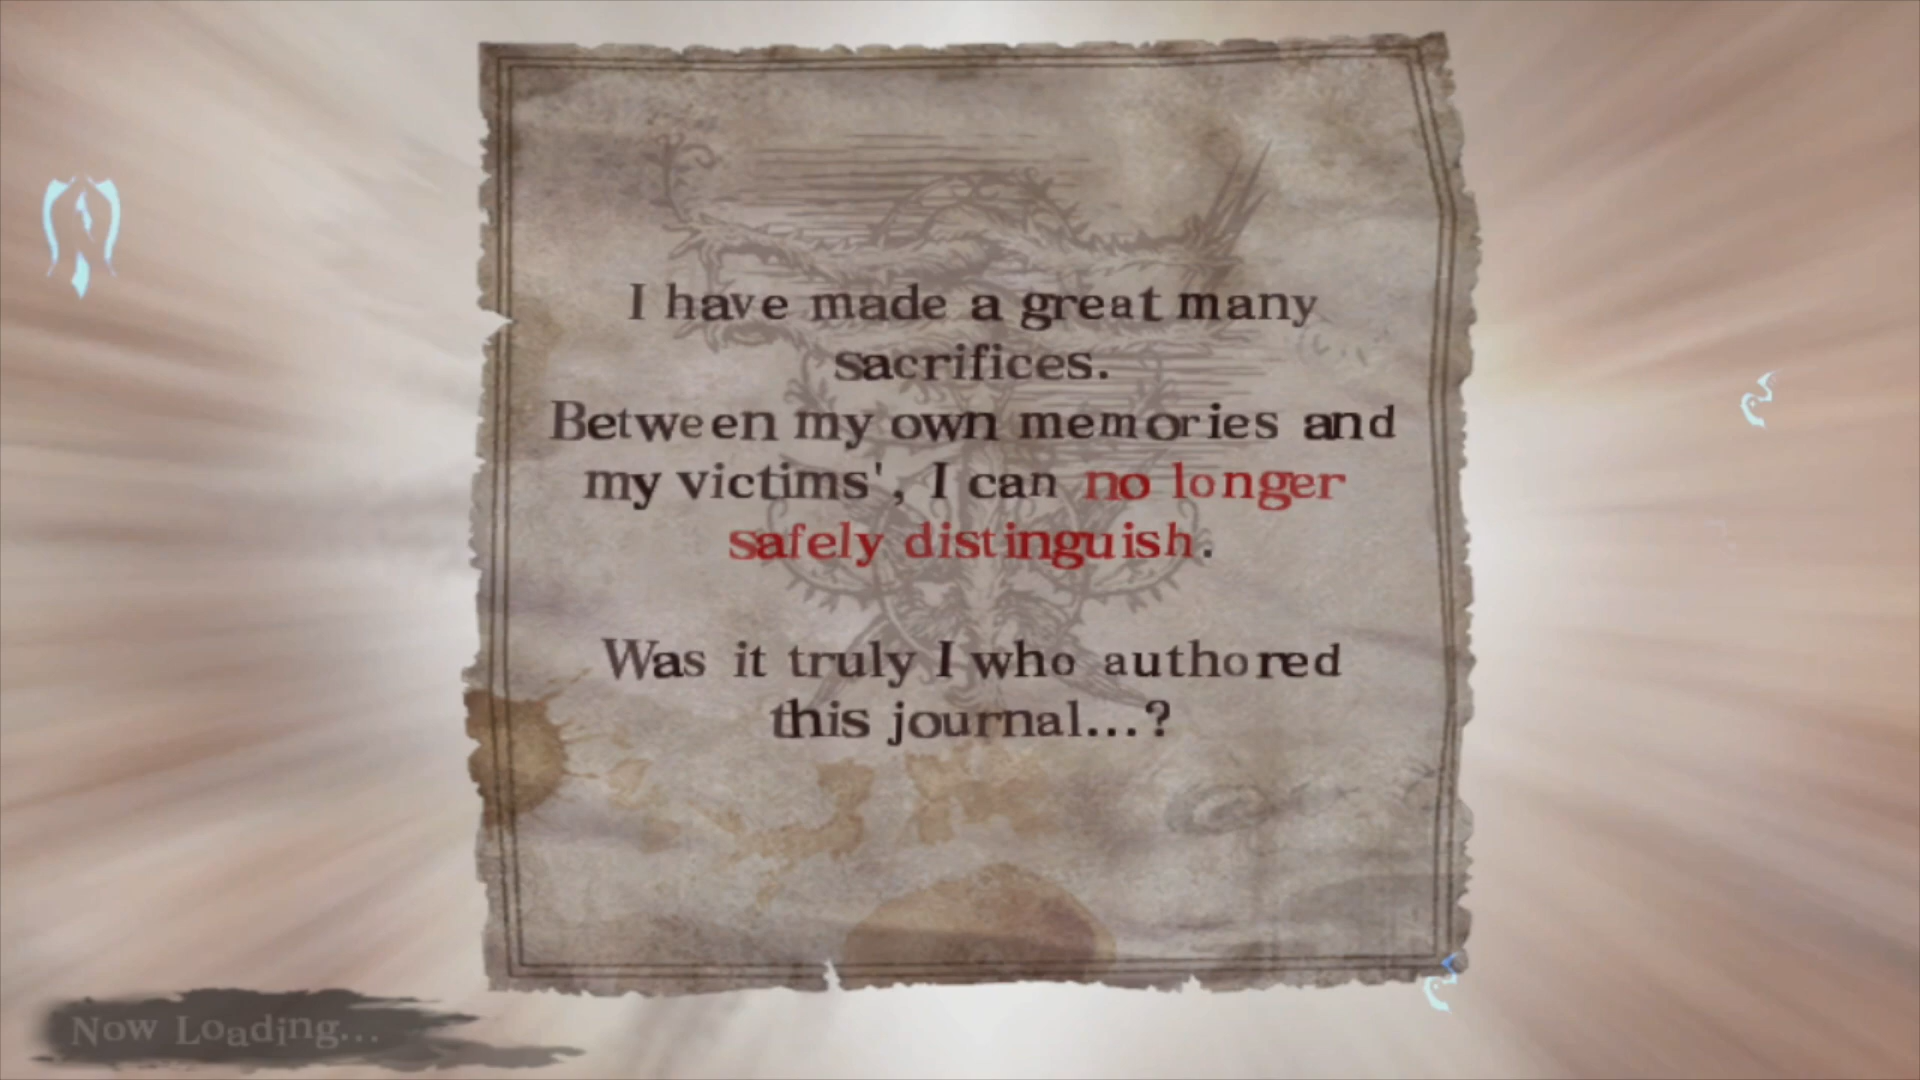 I have made a great many
sacrifices.
Between my own memories and
my victims', I can no longer
safely distinguish.
Was it truly I who authored
this journal...?
Now Loading...